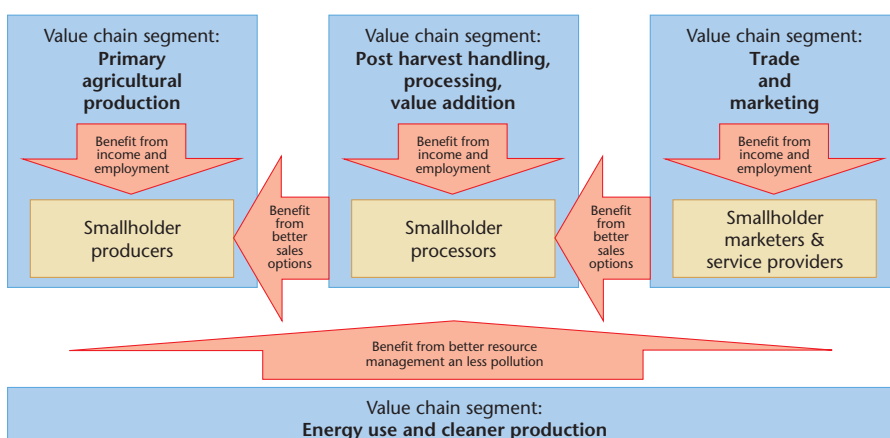 Value chain segment:
Primary
agricultural
production
Benefit from
income and
employment
Smallholder
producers
Benefit
from
better
sales
options
Value chain segment:
Post harvest handling,
processing,
value addition
Benefit from
income and
employment
Smallholder
processors
Benefit
from
better
sales
options
Value chain segment:
Trade
and
marketing
Benefit from
income and
employment
Smallholder
marketers &
service providers
Benefit from better resource
management an less pollution
Value chain segment:
Energy use and cleaner production